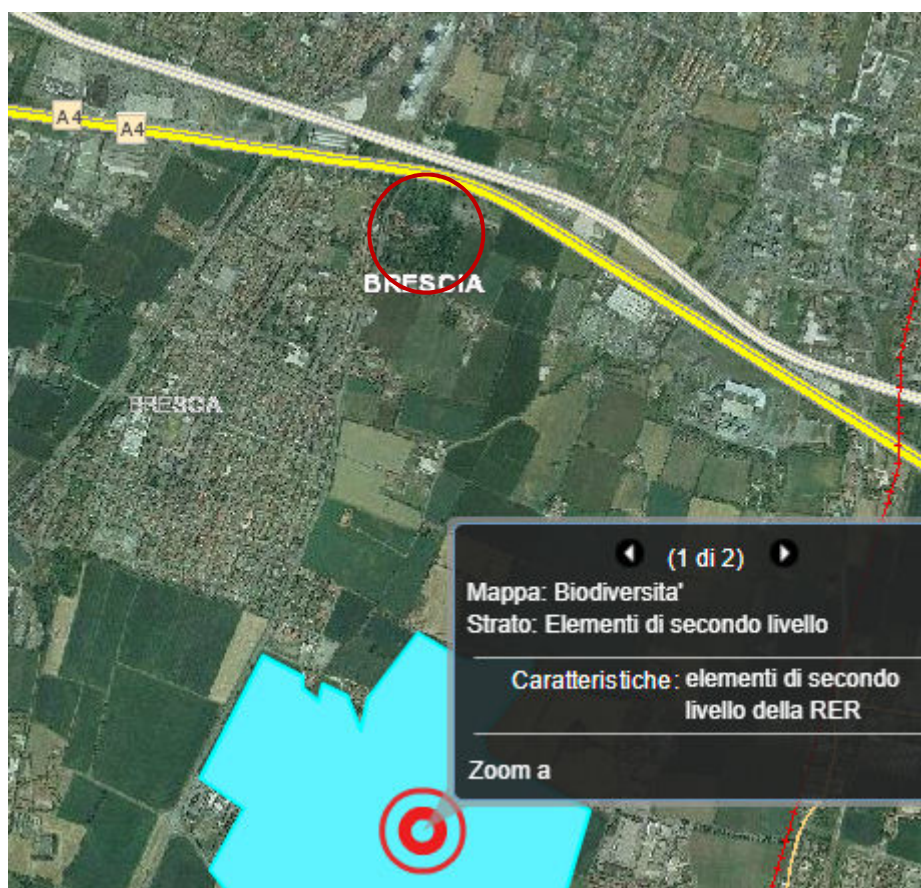 A4
A4
BRESCIA
BRESCIA
(1 di 2)
Mappa: Biodiversita'
Strato: Elementi di secondo livello
Caratteristiche: elementi di secondo
livello della RER
Zoom a